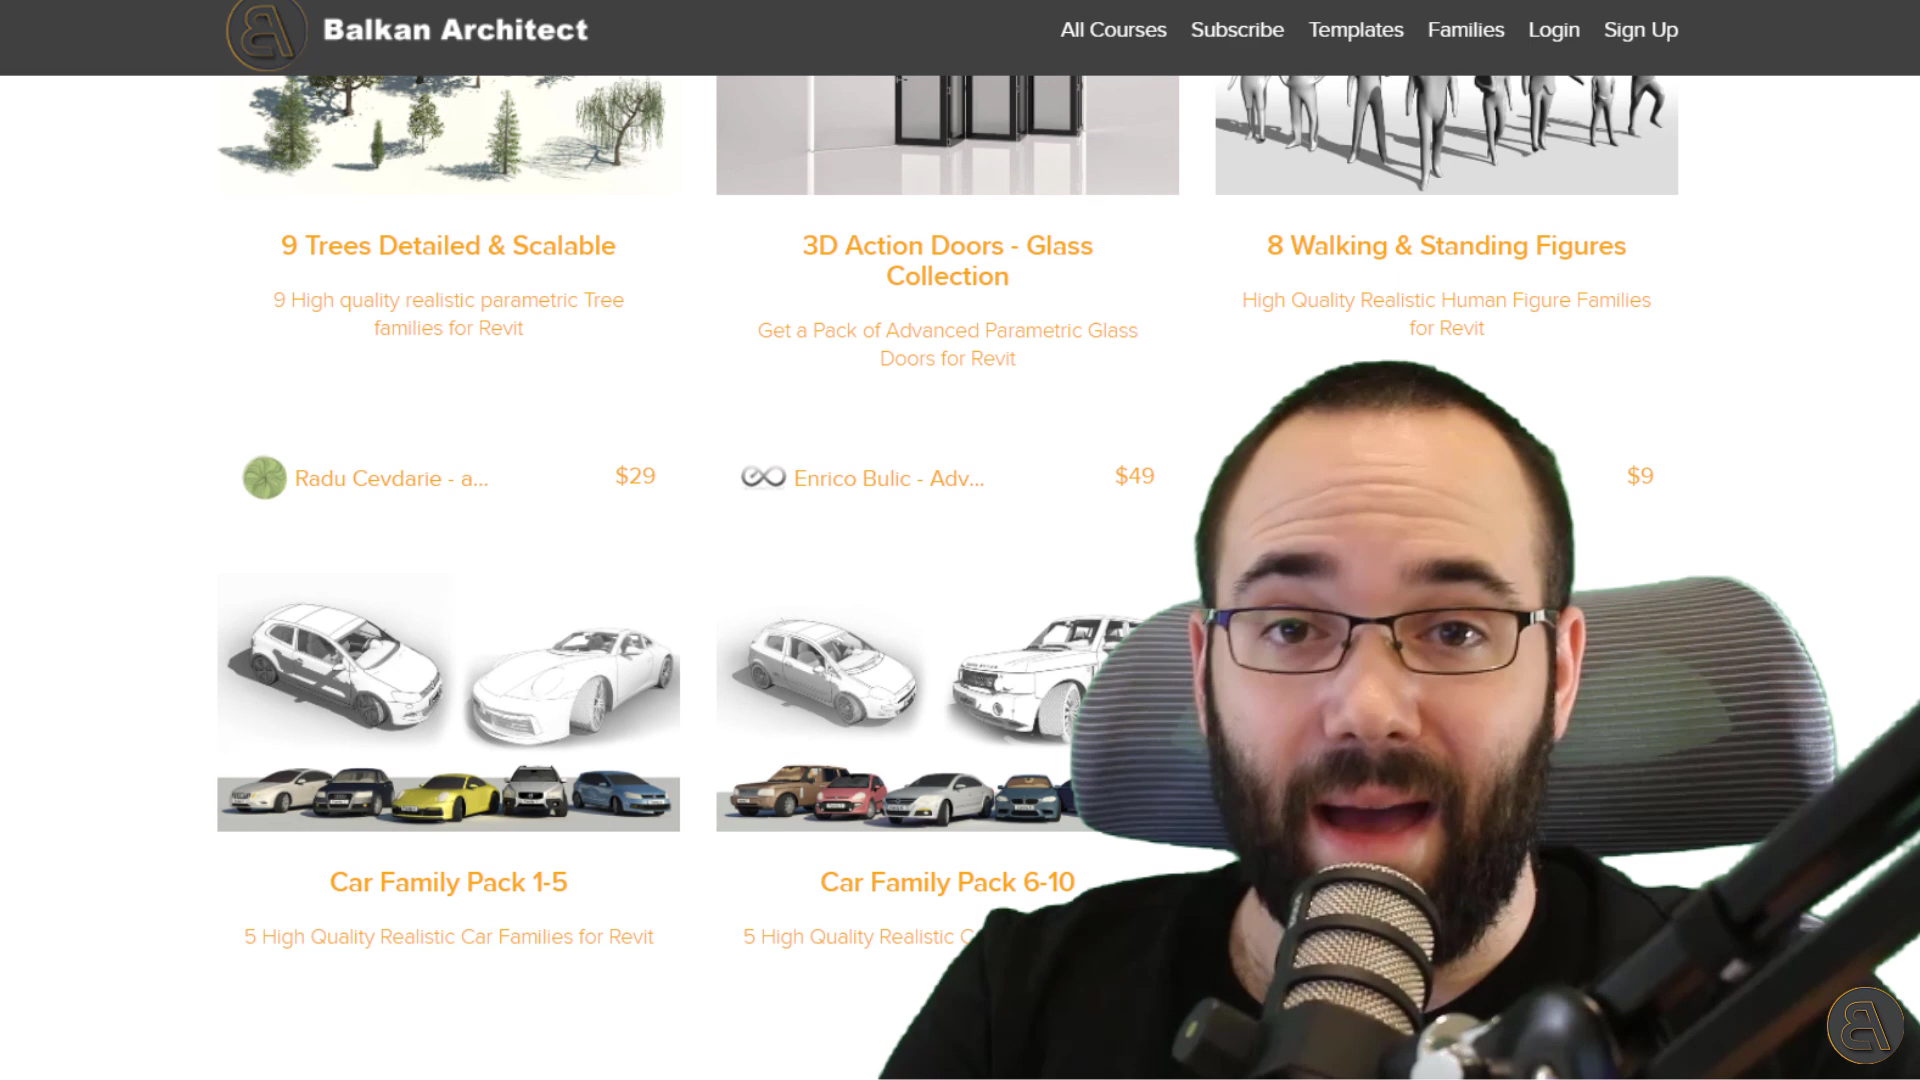 Balkan Architect
All Courses Subscribe Templates Families Login Sign Up
9 Trees Detailed & Scalable
9 High quality realistic parametric Tree
families for Revit
Radu Cevdarie - a...
$29
3D Action Doors - Glass
Collection
Get a Pack of Advanced Parametric Glass
Doors for Revit
Enrico Bulic - Adv...
$49
8 Walking & Standing Figures
High Quality Realistic Human Figure Families
for Revit
$9
Car Family Pack 1-5
5 High Quality Realistic Car Families for Revit
Car Family Pack 6-10
5 High Quality Realistic